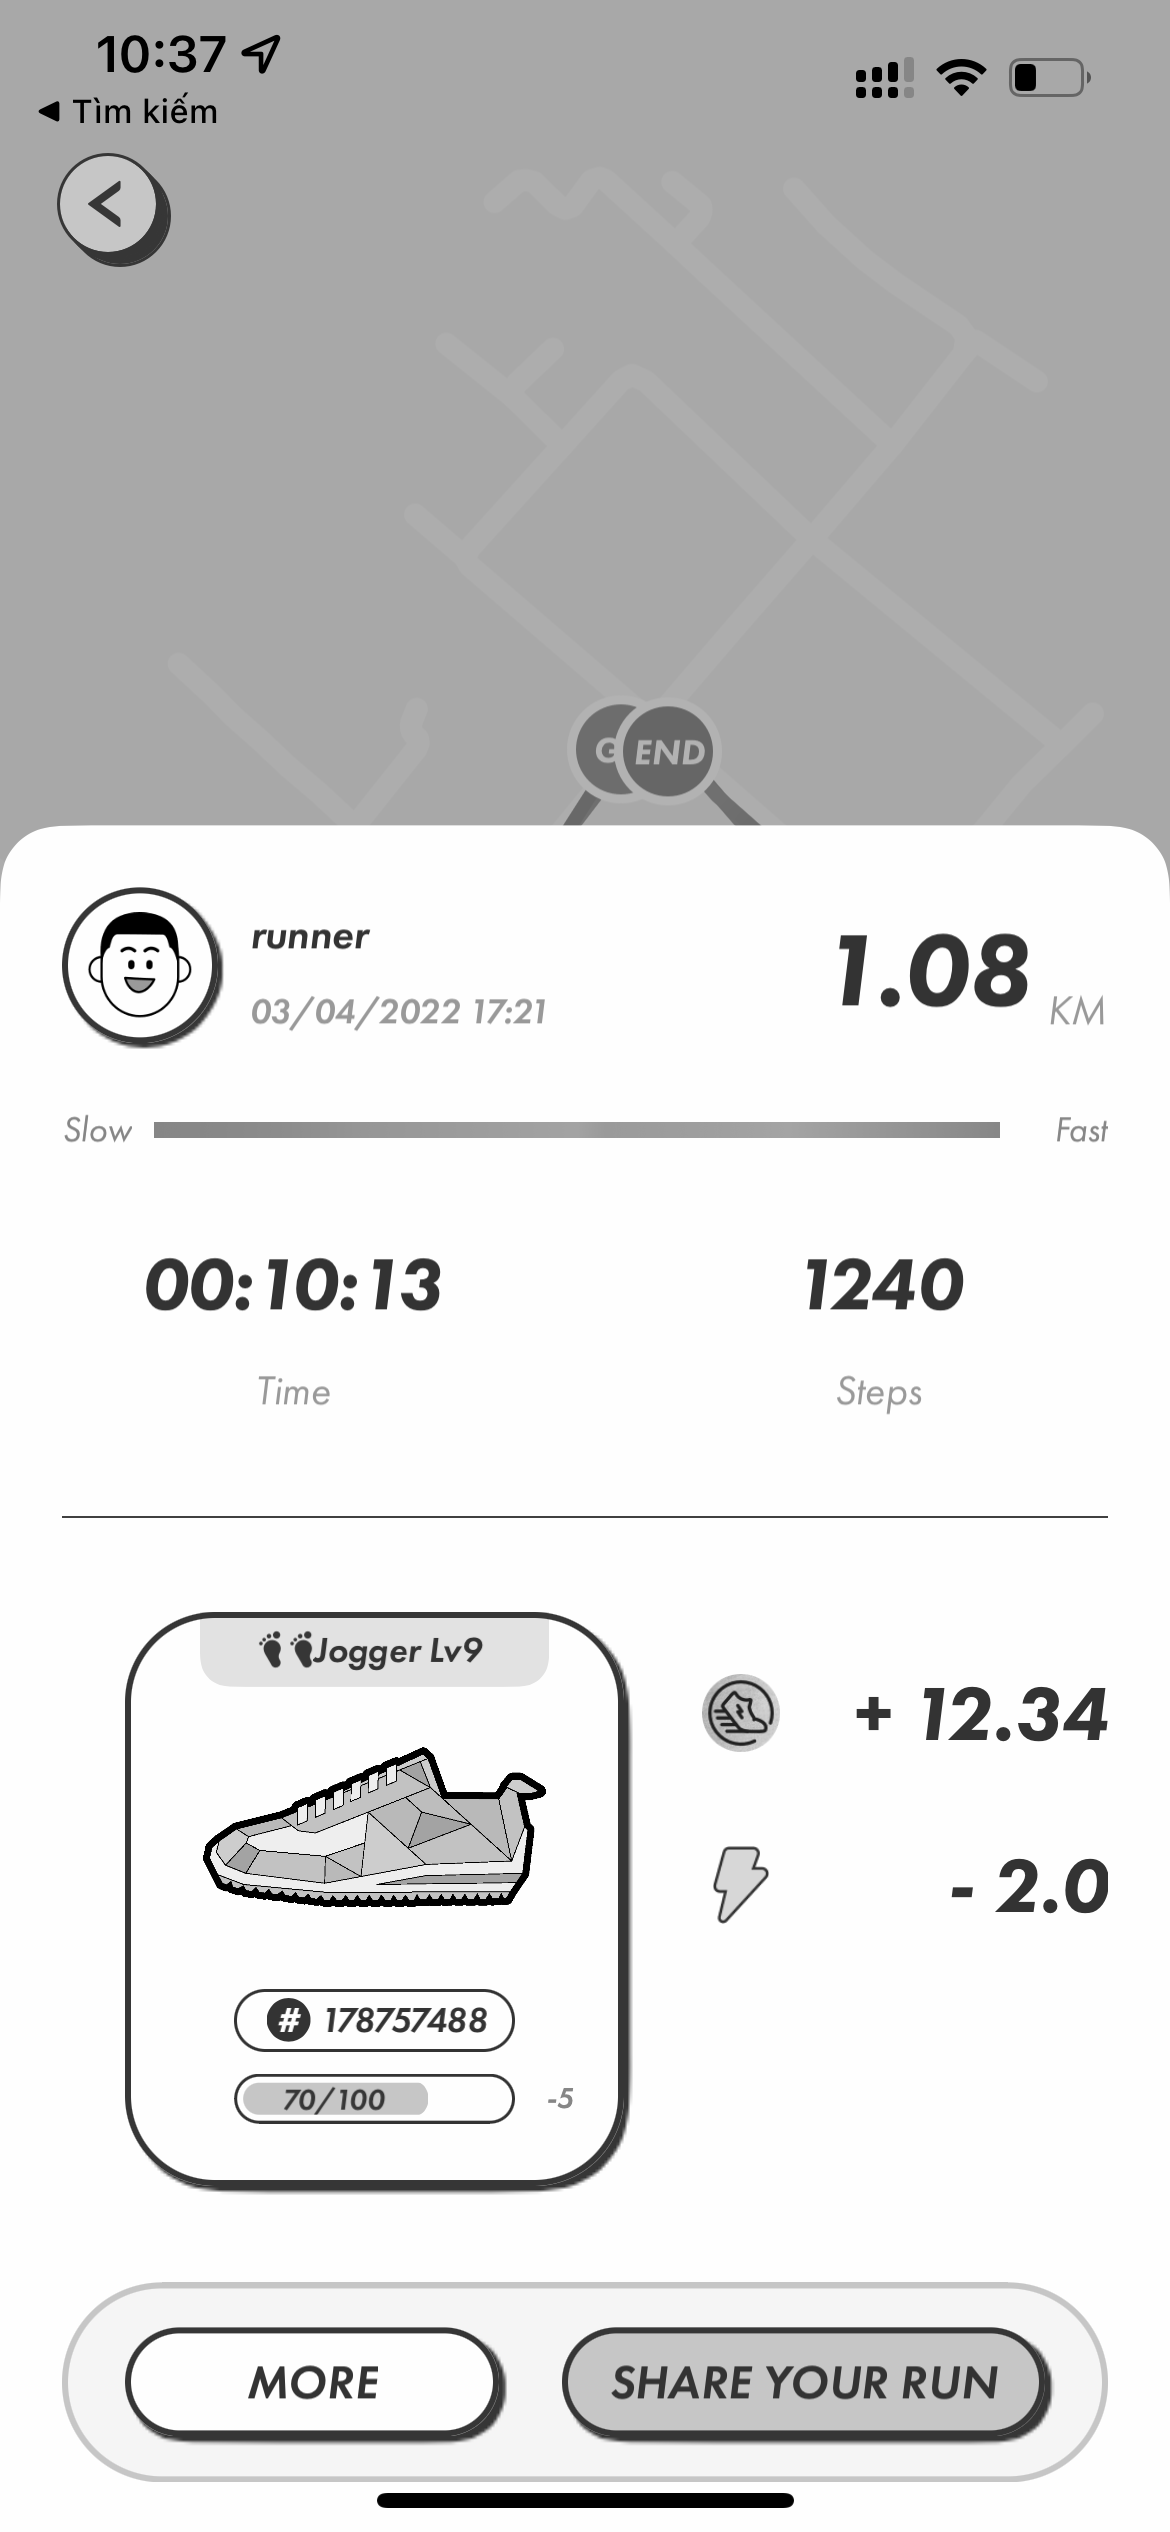 10:37
◀ Tìm kiếm
<
G END
runner
1.08 KM
03/04/2022 17:21
Slow Fast
00:10:13 1240
Time Steps
Jogger Lv9
+ 12.34
- 2.0
# 178757488
70/100 -5
MORE SHARE YOUR RUN